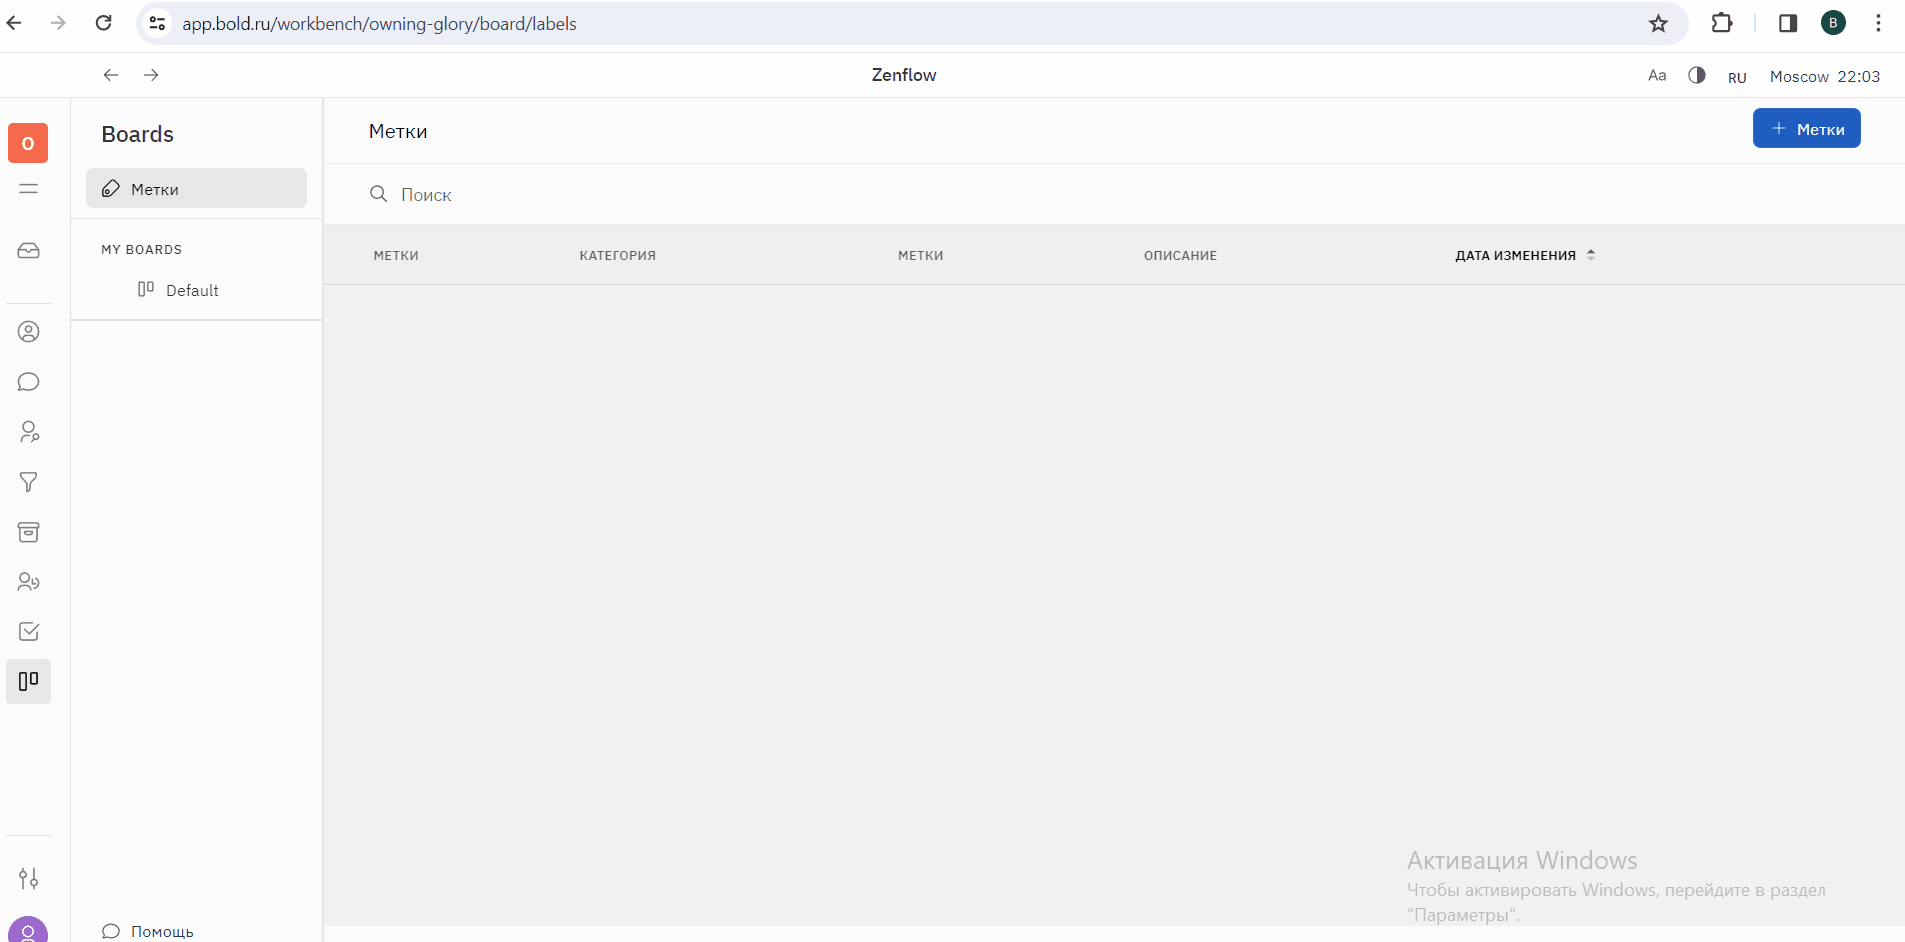 app.bold.ru/workbench/owning-glory/board/labels
B
Zenflow
Aa
RU
Moscow 22:03
O
Boards
Метки
MY BOARDS
Default
Помощь
Метки
+ Метки
Поиск
МЕТКИ КАТЕГОРИЯ МЕТКИ ОПИСАНИЕ ДАТА ИЗМЕНЕНИЯ
Активация Windows
Чтобы активировать Windows, перейдите в раздел
"Параметры".